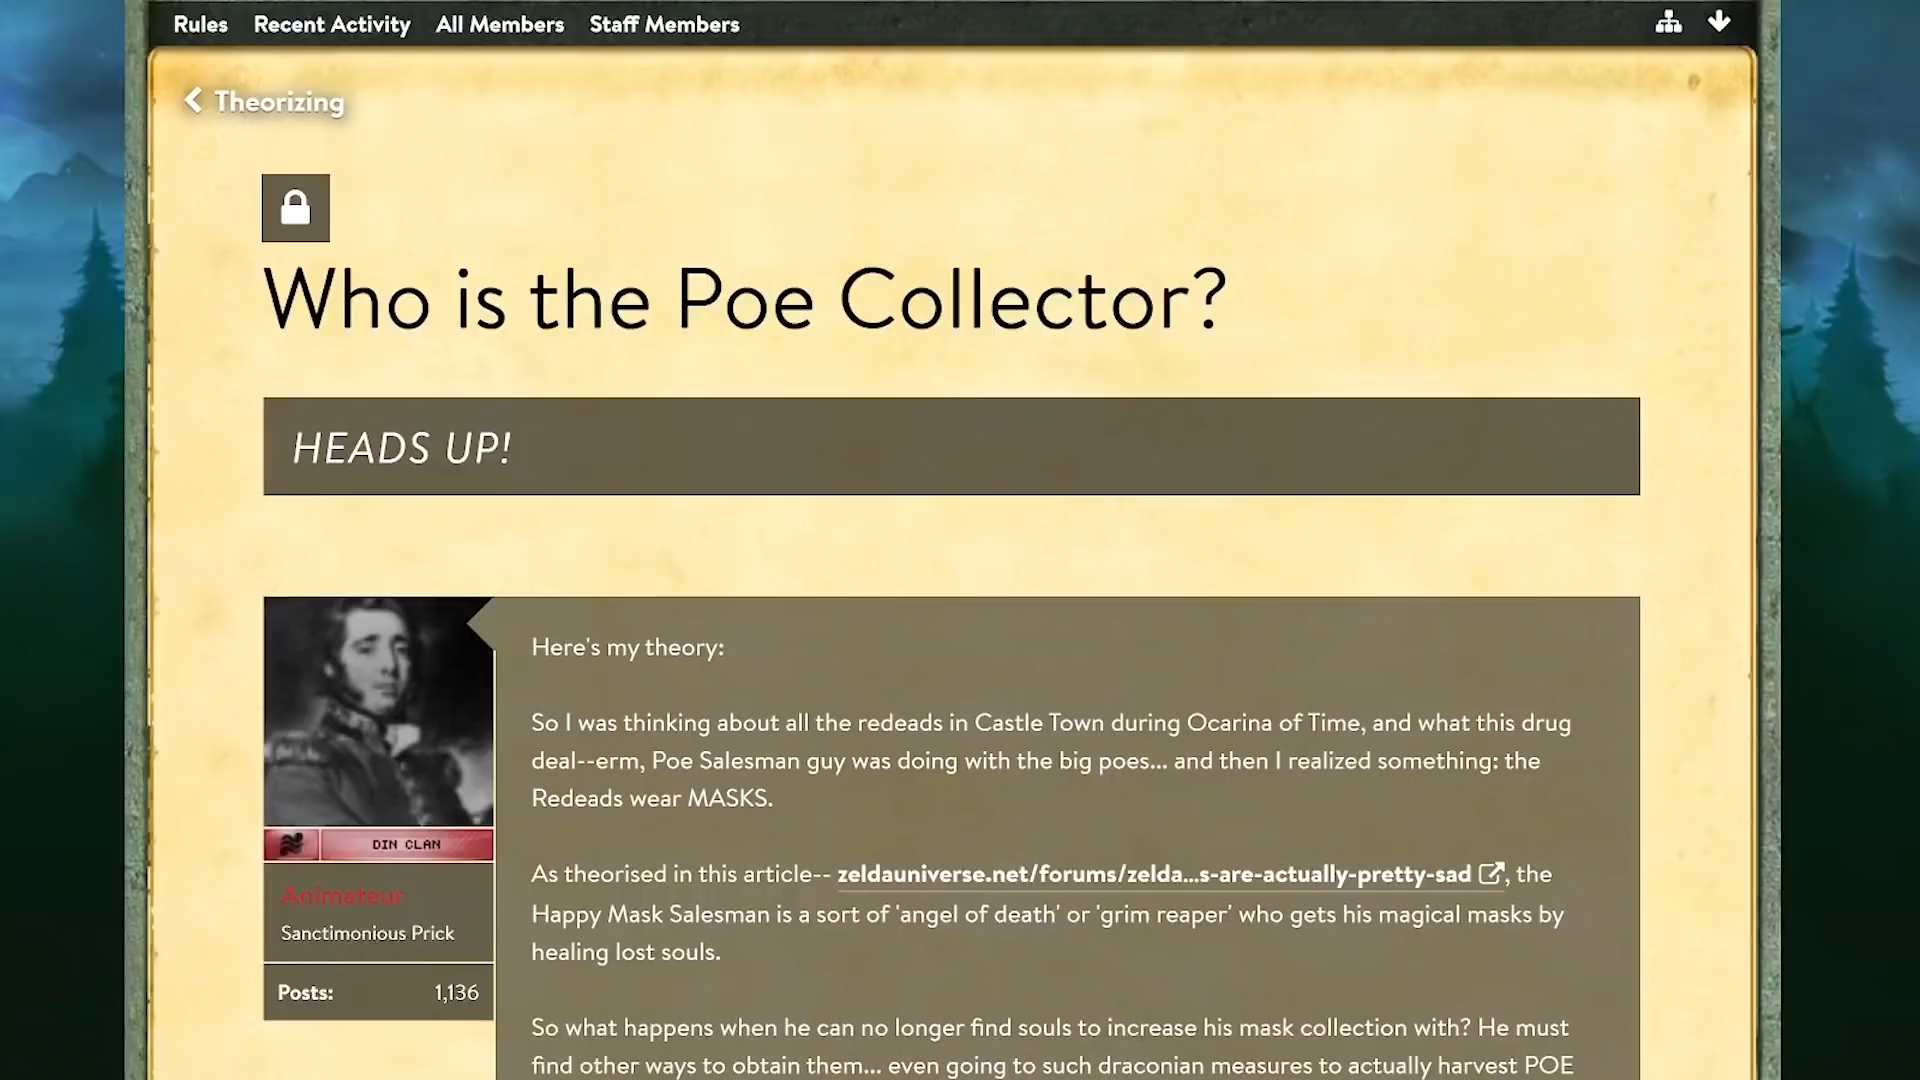 Rules Recent Activity All Members Staff Members
Theorizing
Who is the Poe Collector?
HEADS UP!
DIN CLAN
Animateur
Sanctimonious Prick
Posts: 1,136
Here's my theory:
So I was thinking about all the redeads in Castle Town during Ocarina of Time, and what this drug
deal--erm, Poe Salesman guy was doing with the big poes... and then I realized something: the
Redeads wear MASKS.
As theorised in this article-- zeldauniverse.net/forums/zelda...s-are-actually-pretty-sad, the
Happy Mask Salesman is a sort of 'angel of death' or 'grim reaper' who gets his magical masks by
healing lost souls.
So what happens when he can no longer find souls to increase his mask collection with? He must
find other ways to obtain them... even going to such draconian measures to actually harvest POE